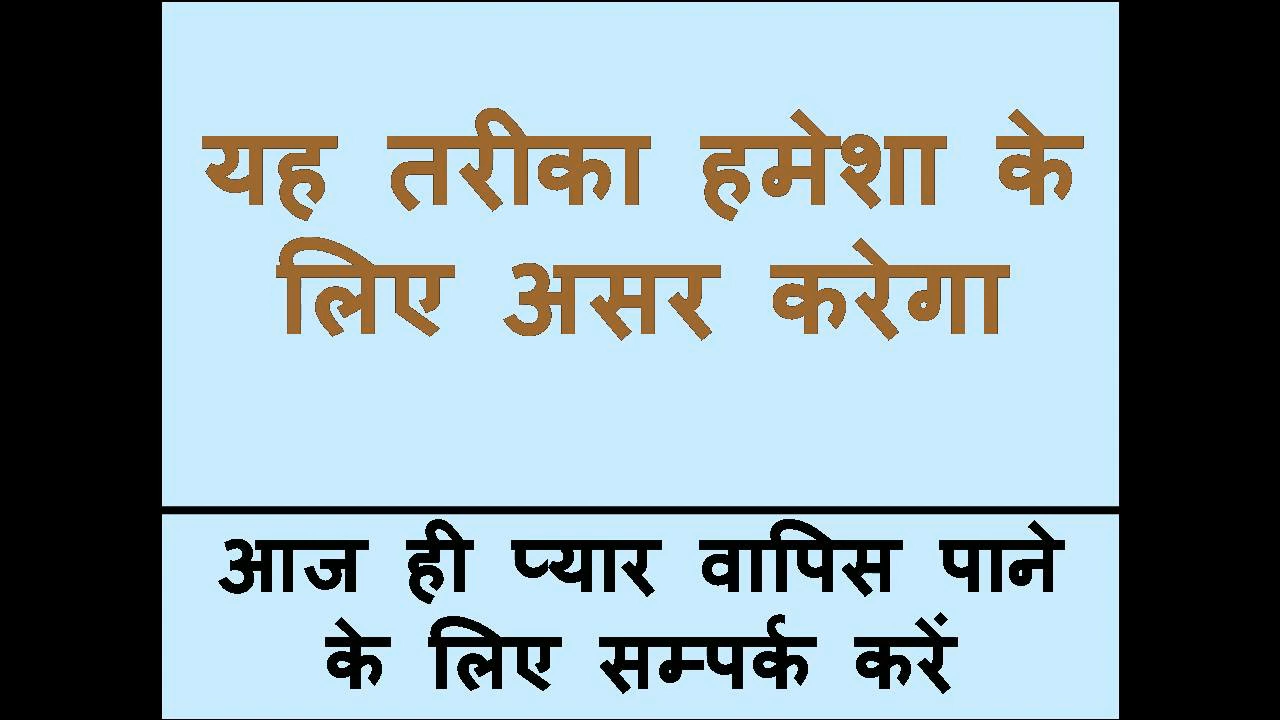 यह तरीका हमेशा के
लिए असर करेगा
आज ही प्यार वापिस पाने
के लिए सम्पर्क करें